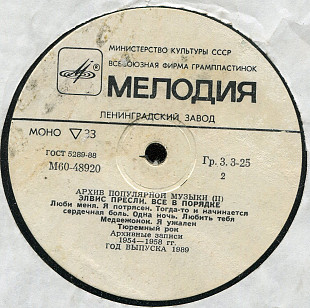 МИНИСТЕРСТВО КУЛЬТУРЫ СССР
ВСЕСОЮЗНАЯ ФИРМА ГРАМПЛАСТИНОК
МЕЛОДИЯ
ЛЕНИНГРАДСКИЙ ЗАВОД
МОНО 33
ГОСТ 5289-88
Гр. 3. 3-25
М60-48920
2
АРХИВ ПОПУЛЯРНОЙ МУЗЫКИ (II)
ЭЛВИС ПРЕСЛИ. ВСЕ В ПОРЯДКЕ
Люби меня. Я потрясен. Тогда-то и начинается
сердечная боль. Одна ночь. Любить тебя
Медвежонок. Я ужален
Тюремный рок
Архивные записи
1954—1958 гг.
ГОД ВЫПУСКА 1989